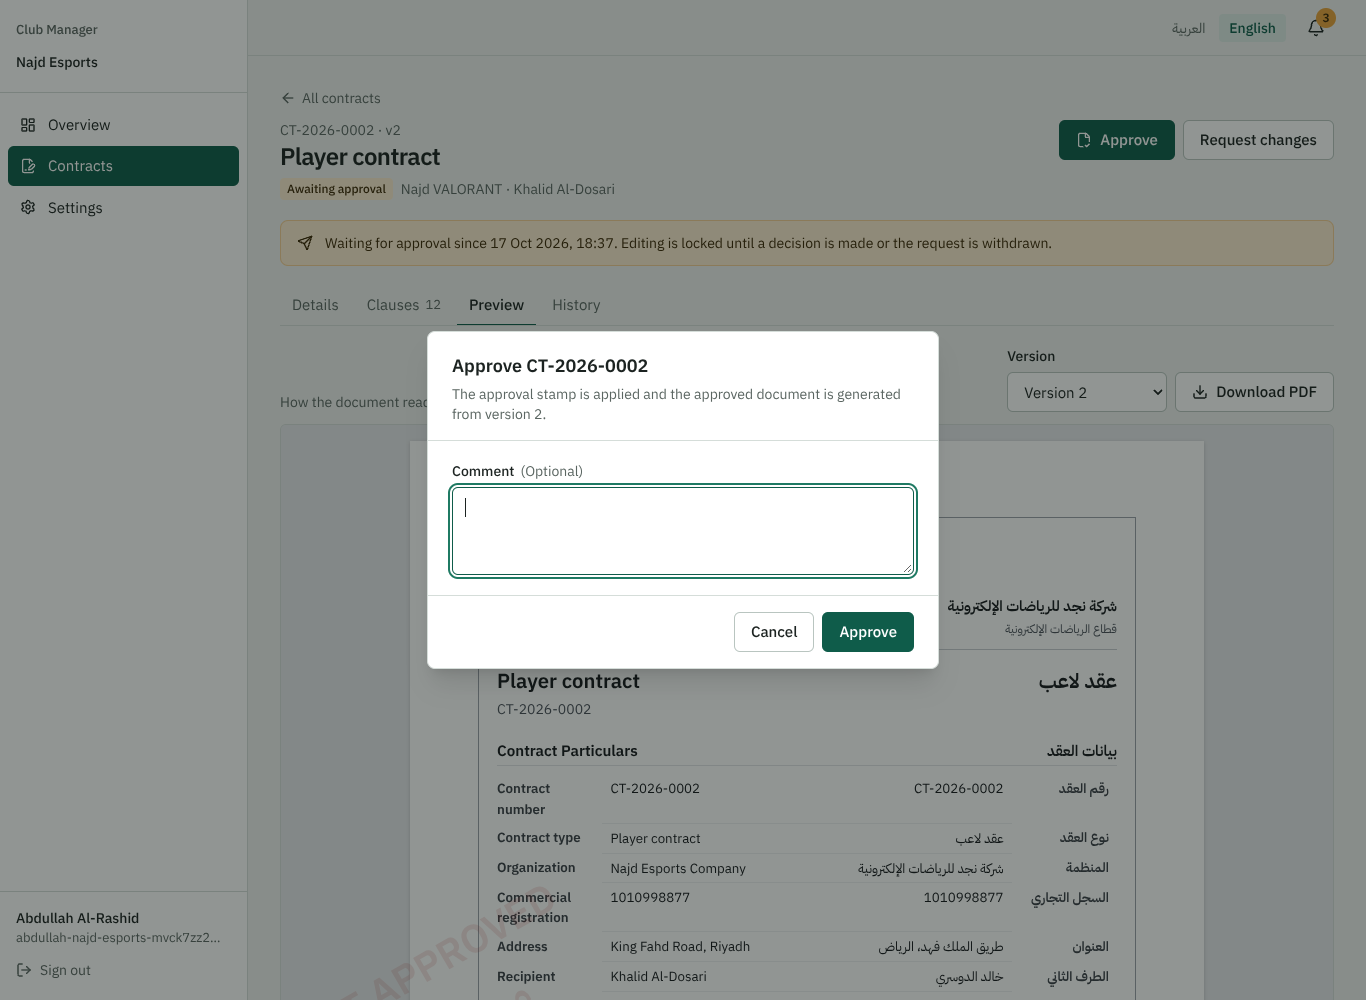 Club Manager
Najd Esports
Overview
Contracts
Settings
Abdullah Al-Rashid
abdullah-najd-esports-mvck7zz2...
Sign out
العربية
English
3
All contracts
CT-2026-0002 · v2
Player contract
Approve
Request changes
Awaiting approval
Najd VALORANT · Khalid Al-Dosari
Waiting for approval since 17 Oct 2026, 18:37. Editing is locked until a decision is made or the request is withdrawn.
Details
Clauses 12
Preview
History
Version
How the document
Version 2
Download PDF
Approve CT-2026-0002
The approval stamp is applied and the approved document is generated
from version 2.
Comment (Optional)
Cancel
Approve
شركة نجد للرياضات الإلكترونية
قطاع الرياضات الإلكترونية
Player contract
عقد لاعب
CT-2026-0002
Contract Particulars
بيانات العقد
Contract
number
CT-2026-0002
CT-2026-0002
رقم العقد
Contract type
Player contract
عقد لاعب
نوع العقد
Organization
Najd Esports Company
شركة نجد للرياضات الإلكترونية
المنظمة
Commercial
registration
1010998877
1010998877
السجل التجاري
Address
King Fahd Road, Riyadh
طريق الملك فهد، الرياض
العنوان
Recipient
Khalid Al-Dosari
خالد الدوسري
الطرف الثاني
APPROVED